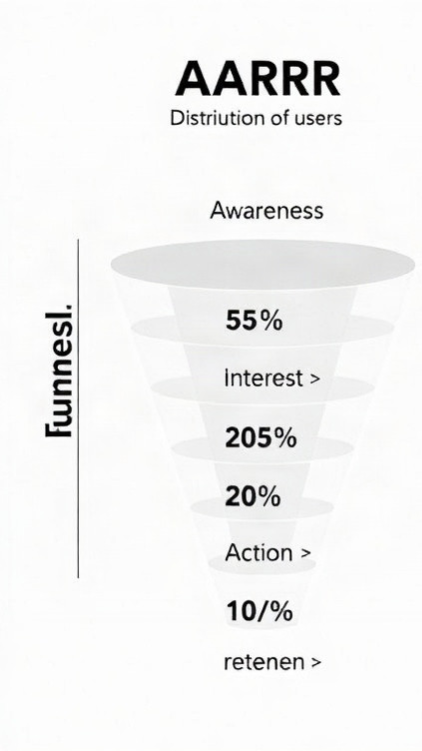 AARRR
Distriution of users
Awareness
Fwnnesl.
55%
Interest >
205%
20%
Action >
10/%
retenen >